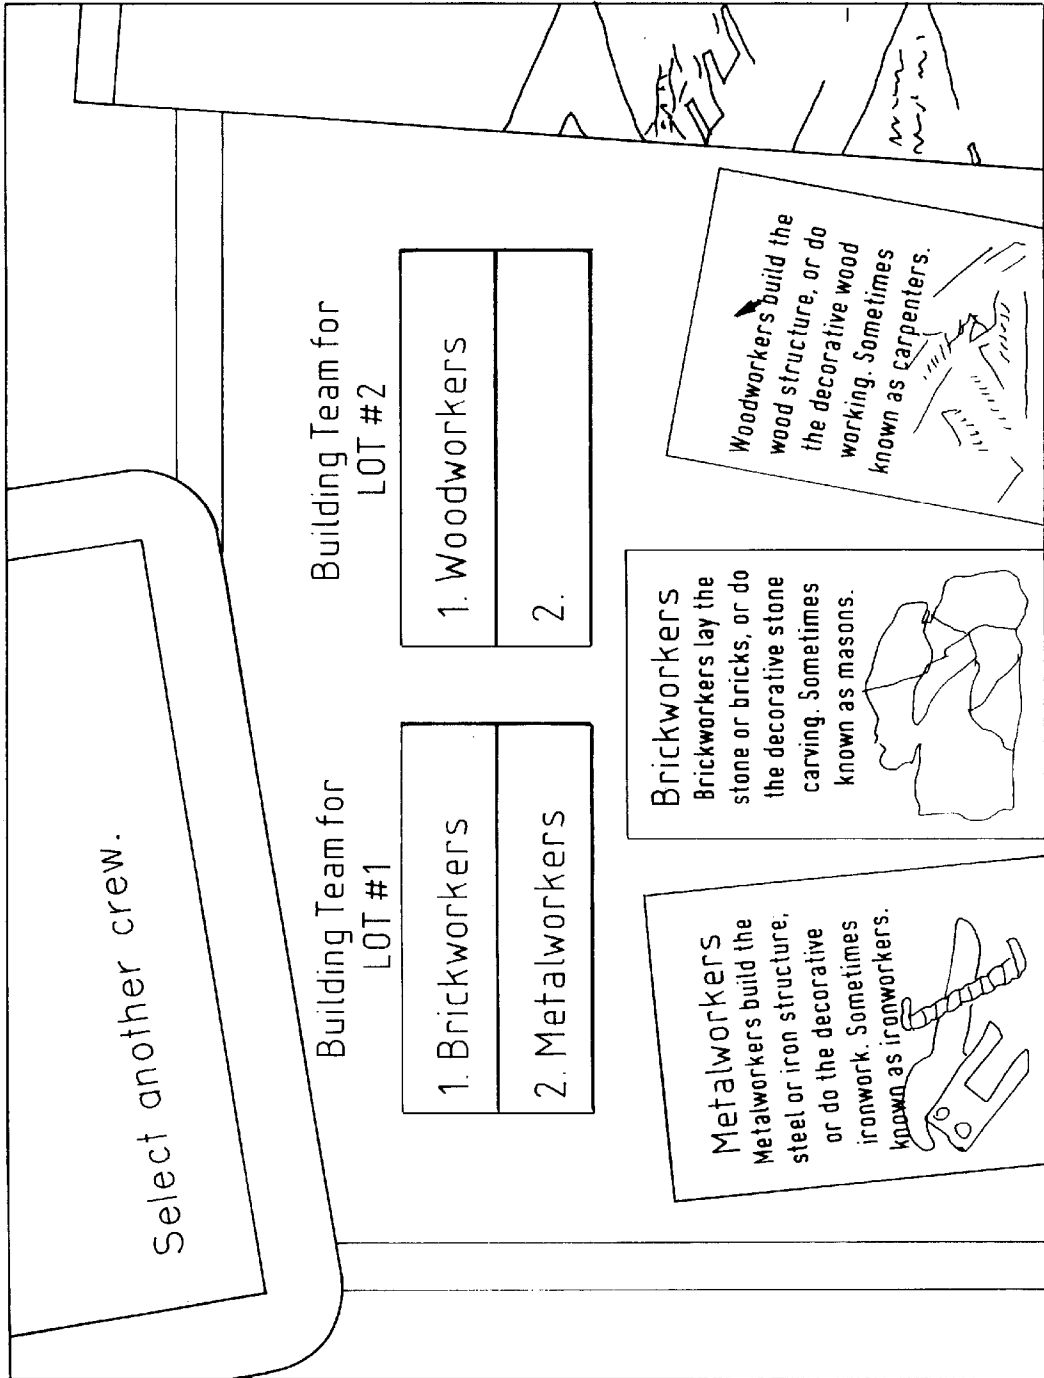 Select another crew.
Building Team for
LOT #1
1. Brickworkers
2. Metalworkers
Building Team for
LOT #2
1. Woodworkers
2.
Metalworkers
Metalworkers build the
steel or iron structure,
or do the decorative
ironwork. Sometimes
known as ironworkers.
Brickworkers
Brickworkers lay the
stone or bricks, or do
the decorative stone
carving. Sometimes
known as masons.
Woodworkers build the
wood structure, or do
the decorative wood
working. Sometimes
known as carpenters.